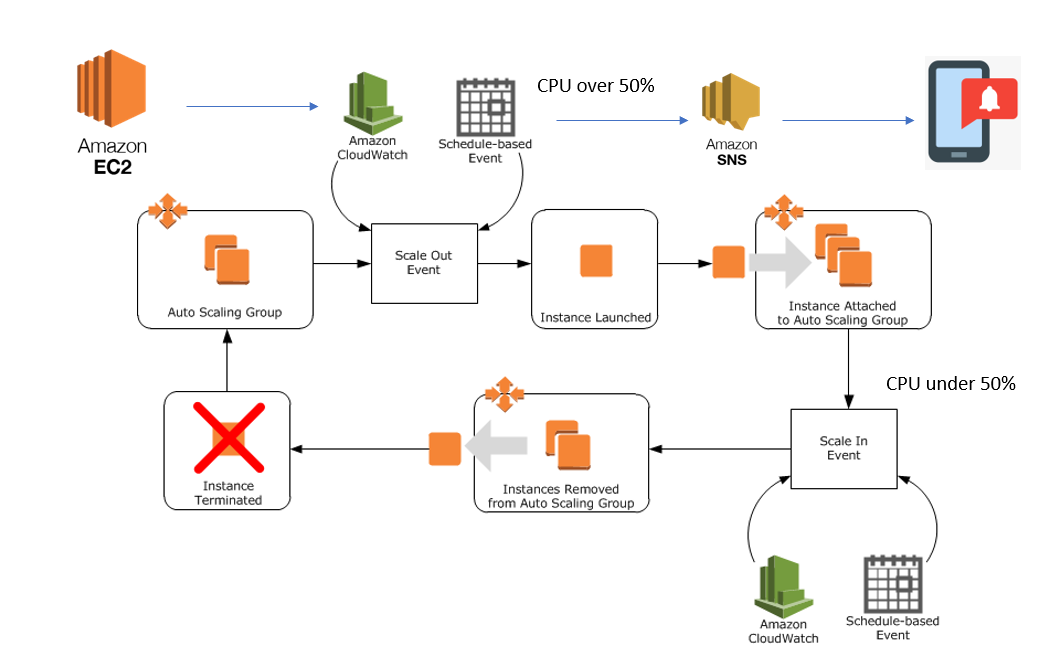 Amazon
EC2
Amazon
CloudWatch
Schedule-based
Event
CPU over 50%
Amazon
SNS
Auto Scaling Group
Scale Out
Event
Instance Launched
Instance Attached
to Auto Scaling Group
CPU under 50%
Scale In
Event
Instances Removed
from Auto Scaling Group
Instance
Terminated
Amazon
CloudWatch
Schedule-based
Event